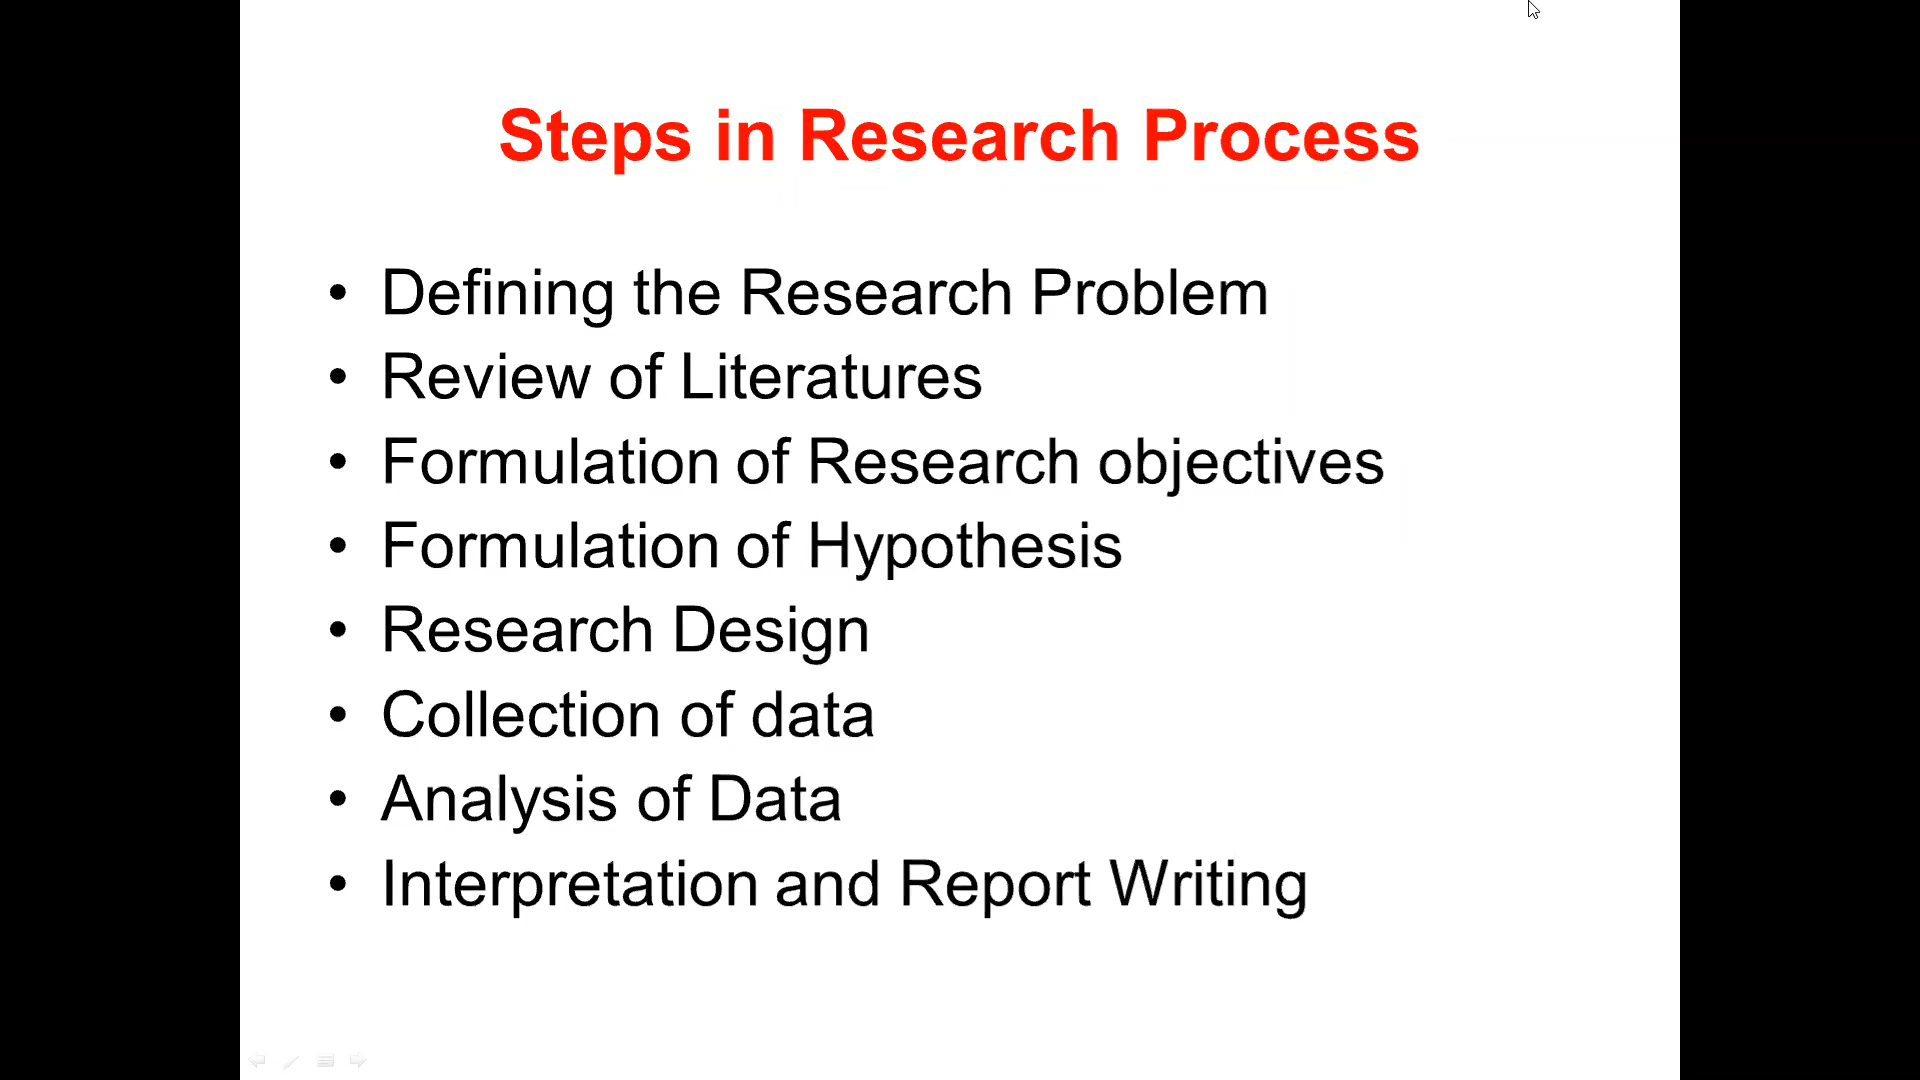 Steps in Research Process
• Defining the Research Problem
• Review of Literatures
• Formulation of Research objectives
• Formulation of Hypothesis
• Research Design
• Collection of data
• Analysis of Data
• Interpretation and Report Writing